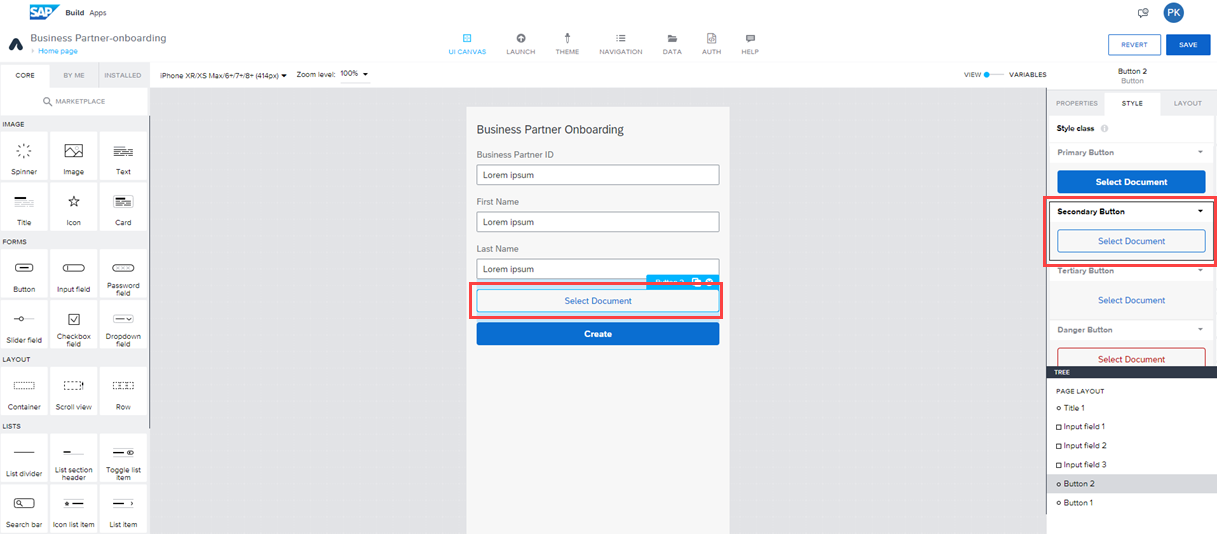 SAP Build Apps
PK
Business Partner-onboarding
Home page
UI CANVAS LAUNCH THEME NAVIGATION DATA AUTH HELP
REVERT SAVE
CORE BY ME INSTALLED
iPhone XR/XS Max/6+/7+/8+ (414px) Zoom level: 100%
VIEW VARIABLES
Button 2
Button
MARKETPLACE
PROPERTIES STYLE LAYOUT
IMAGE
Spinner Image Text
Title Icon Card
FORMS
Button Input field Password field
Slider field Checkbox field Dropdown field
LAYOUT
Container Scroll view Row
LISTS
List divider List section header Toggle list item
Search bar Icon list item List item
Business Partner Onboarding
Business Partner ID
Lorem ipsum
First Name
Lorem ipsum
Last Name
Lorem ipsum
Select Document
Create
Style class
Primary Button
Select Document
Secondary Button
Select Document
Tertiary Button
Select Document
Danger Button
Select Document
TREE
PAGE LAYOUT
Title 1
Input field 1
Input field 2
Input field 3
Button 2
Button 1